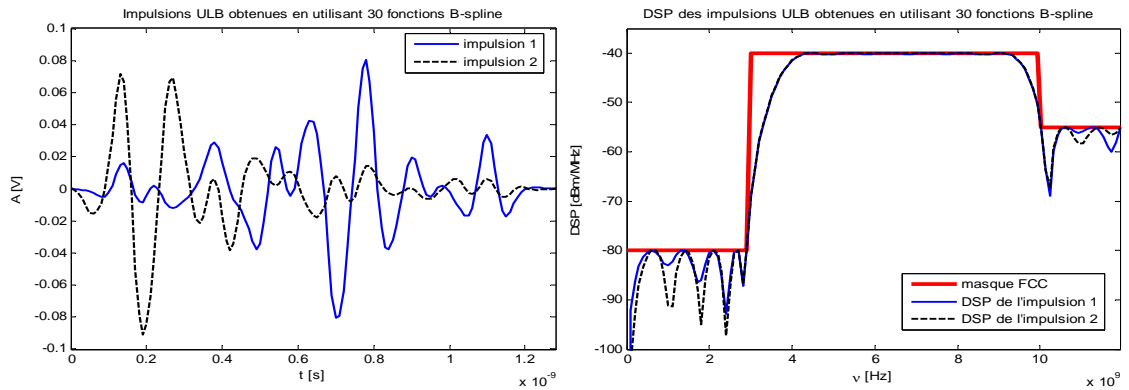 Impulsions ULB obtenues en utilisant 30 fonctions B-spline
0.1
0.08
0.06
0.04
0.02
0
-0.02
-0.04
-0.06
-0.08
-0.1
A [V]
impulsion 1
impulsion 2
0 0.2 0.4 0.6 0.8 1 1.2
t [s]
x 10⁻⁹
DSP des impulsions ULB obtenues en utilisant 30 fonctions B-spline
-40
-50
-60
-70
-80
-90
-100
DSP [dBm/MHz]
masque FCC
DSP de l'impulsion 1
DSP de l'impulsion 2
0 2 4 6 8 10
ν [Hz]
x 10⁹